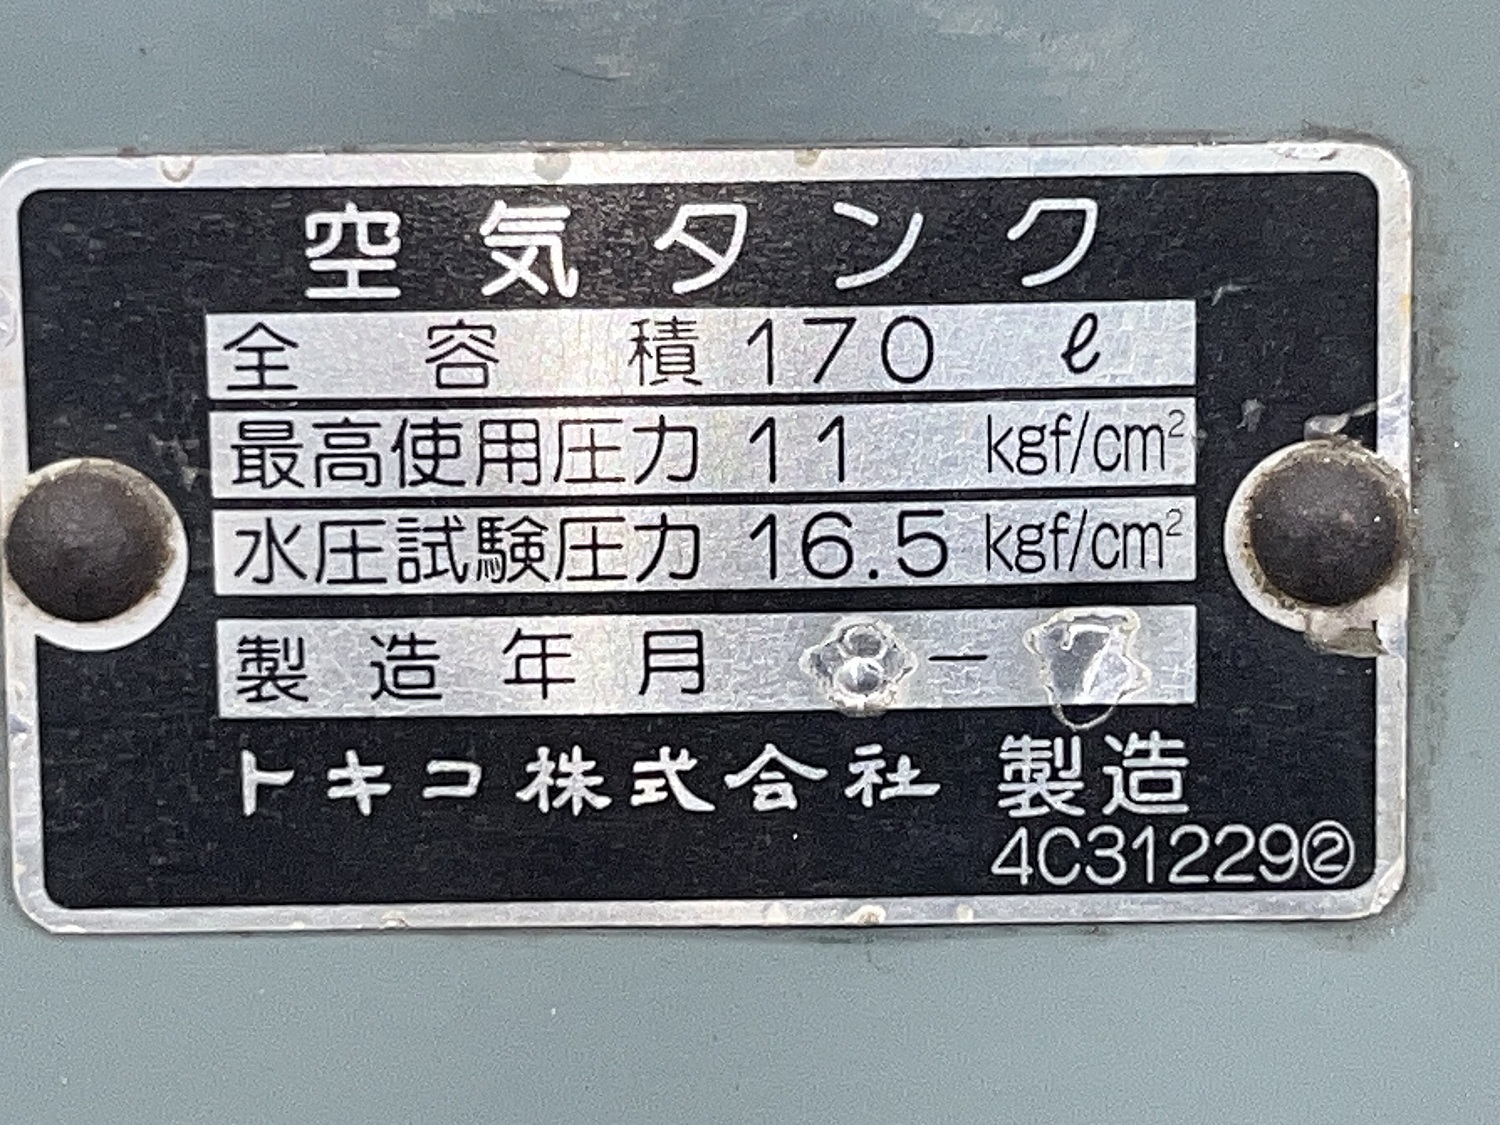 空気タンク
全容積 170 ℓ
最高使用圧力 11 kgf/cm²
水圧試験圧力 16.5 kgf/cm²
製造年月 8 - 7
トキコ株式会社 製造
4C31229②